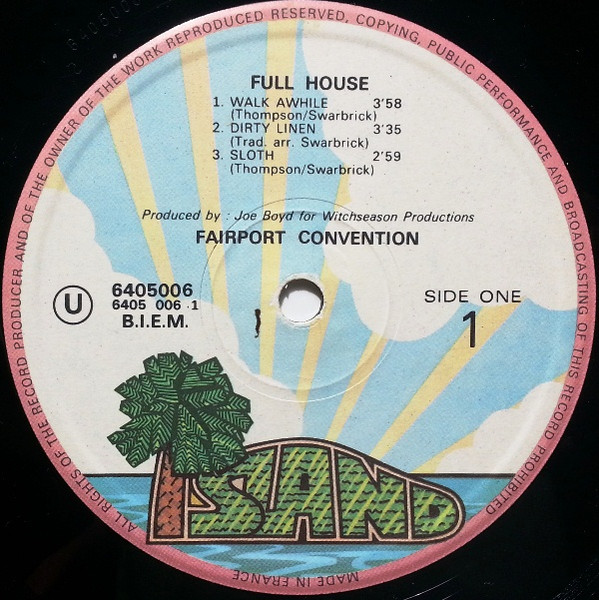 ALL RIGHTS OF THE RECORD PRODUCER AND OF THE OWNER OF THE WORK REPRODUCED RESERVED, COPYING, PUBLIC PERFORMANCE AND BROADCASTING OF THIS RECORD PROHIBITED
FULL HOUSE
1. WALK AWHILE 3'58
(Thompson/Swarbrick)
2. DIRTY LINEN 3'35
(Trad. arr. Swarbrick)
3. SLOTH 2'59
(Thompson/Swarbrick)
Produced by : Joe Boyd for Witchseason Productions
FAIRPORT CONVENTION
U
6405006
6405 006 ·1
B.I.E.M.
SIDE ONE
1
ISLAND
MADE IN FRANCE